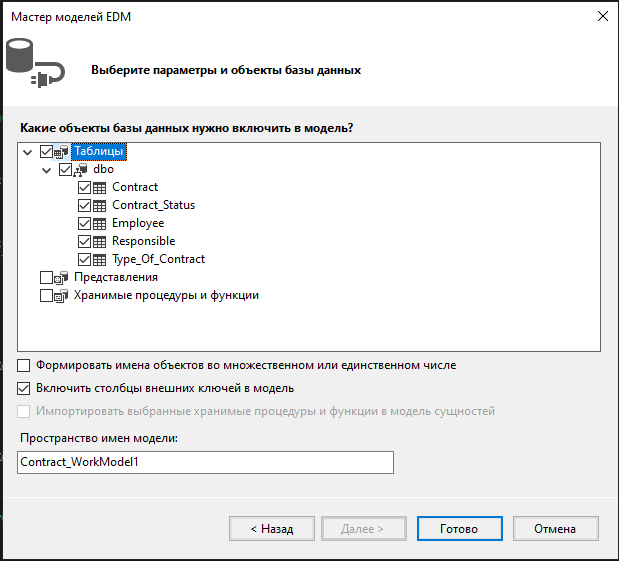 Мастер моделей EDM
Выберите параметры и объекты базы данных
Какие объекты базы данных нужно включить в модель?
Таблицы
dbo
Contract
Contract_Status
Employee
Responsible
Type_Of_Contract
Представления
Хранимые процедуры и функции
Формировать имена объектов во множественном или единственном числе
Включить столбцы внешних ключей в модель
Импортировать выбранные хранимые процедуры и функции в модель сущностей
Пространство имен модели:
Contract_WorkModel1
< Назад Далее > Готово Отмена